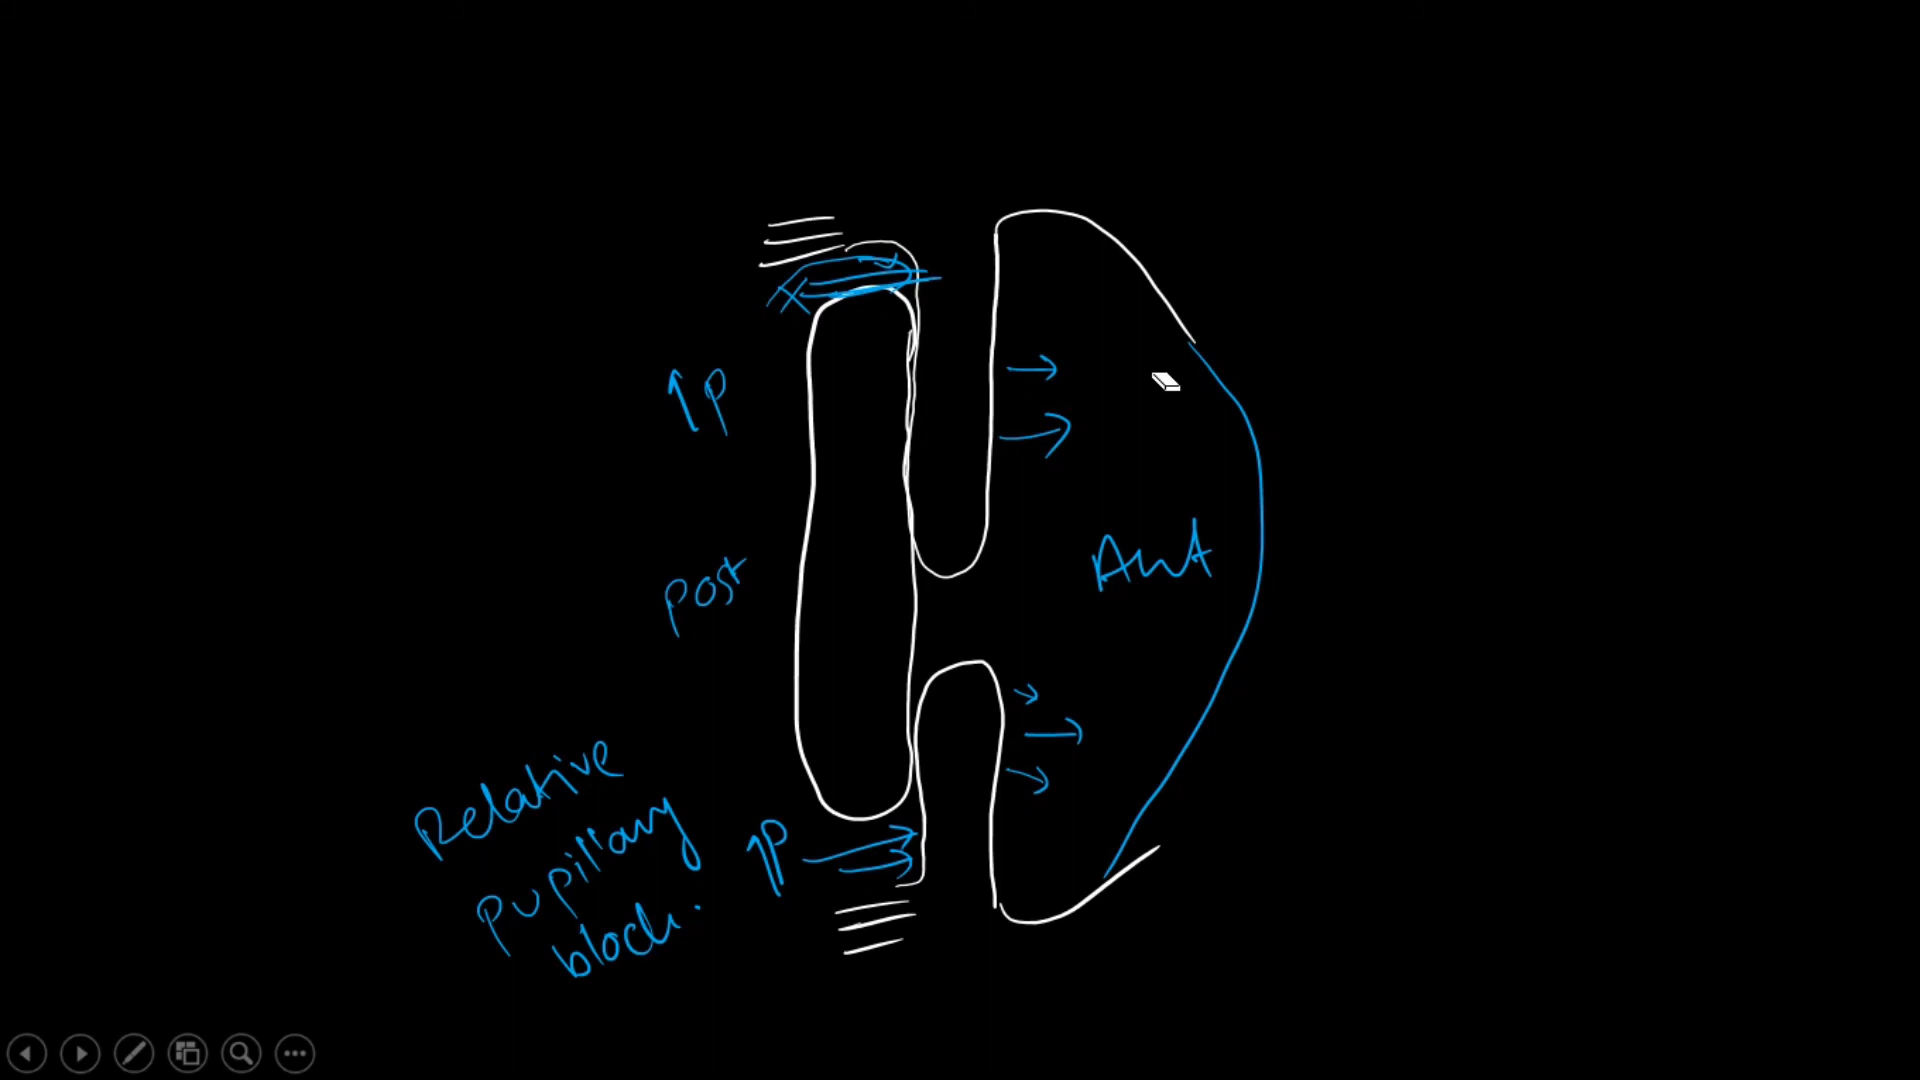 ↑P
post
Ant
Relative
pupillary
block.
↑P